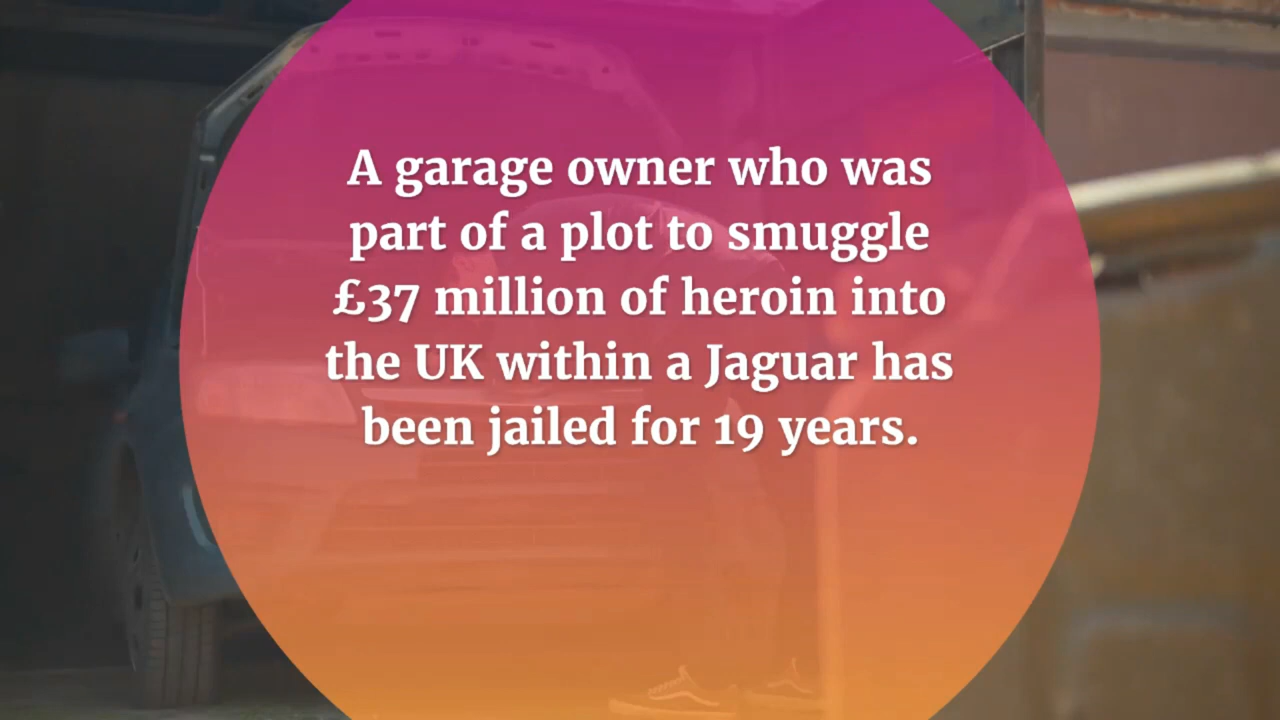 A garage owner who was
part of a plot to smuggle
£37 million of heroin into
the UK within a Jaguar has
been jailed for 19 years.